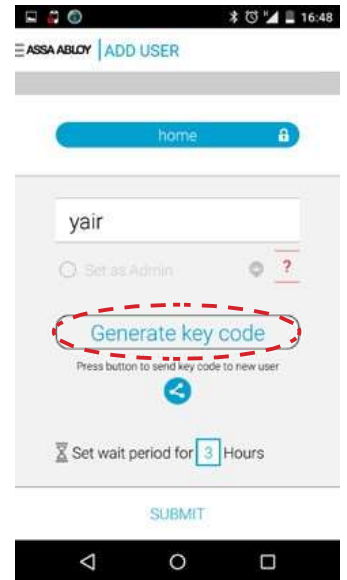 16:48
ASSA ABLOY ADD USER
home
yair
Set as Admin ?
Generate key code
Press button to send key code to new user
Set wait period for 3 Hours
SUBMIT